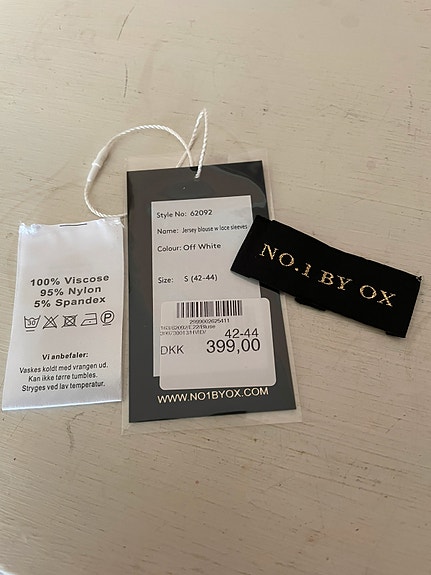 100% Viscose
95% Nylon
5% Spandex
Vi anbefaler:
Vaskes koldt med vrangen ud.
Kan ikke tørre tumbles.
Stryges ved lav temperatur.
Style No: 62092
Name: Jersey blouse w lace sleeves
Colour: Off White
Size: S (42-44)
42-44
DKK 399,00
WWW.NO1BYOX.COM
NO.1 BY OX